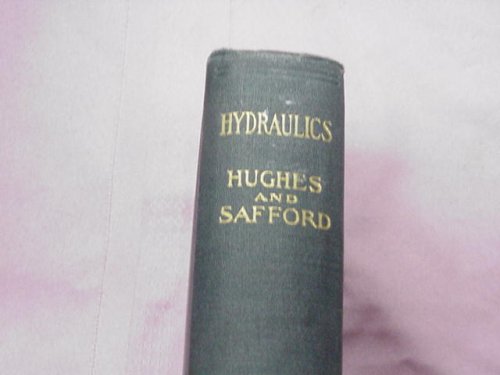 HYDRAULICS
HUGHES
AND
SAFFORD